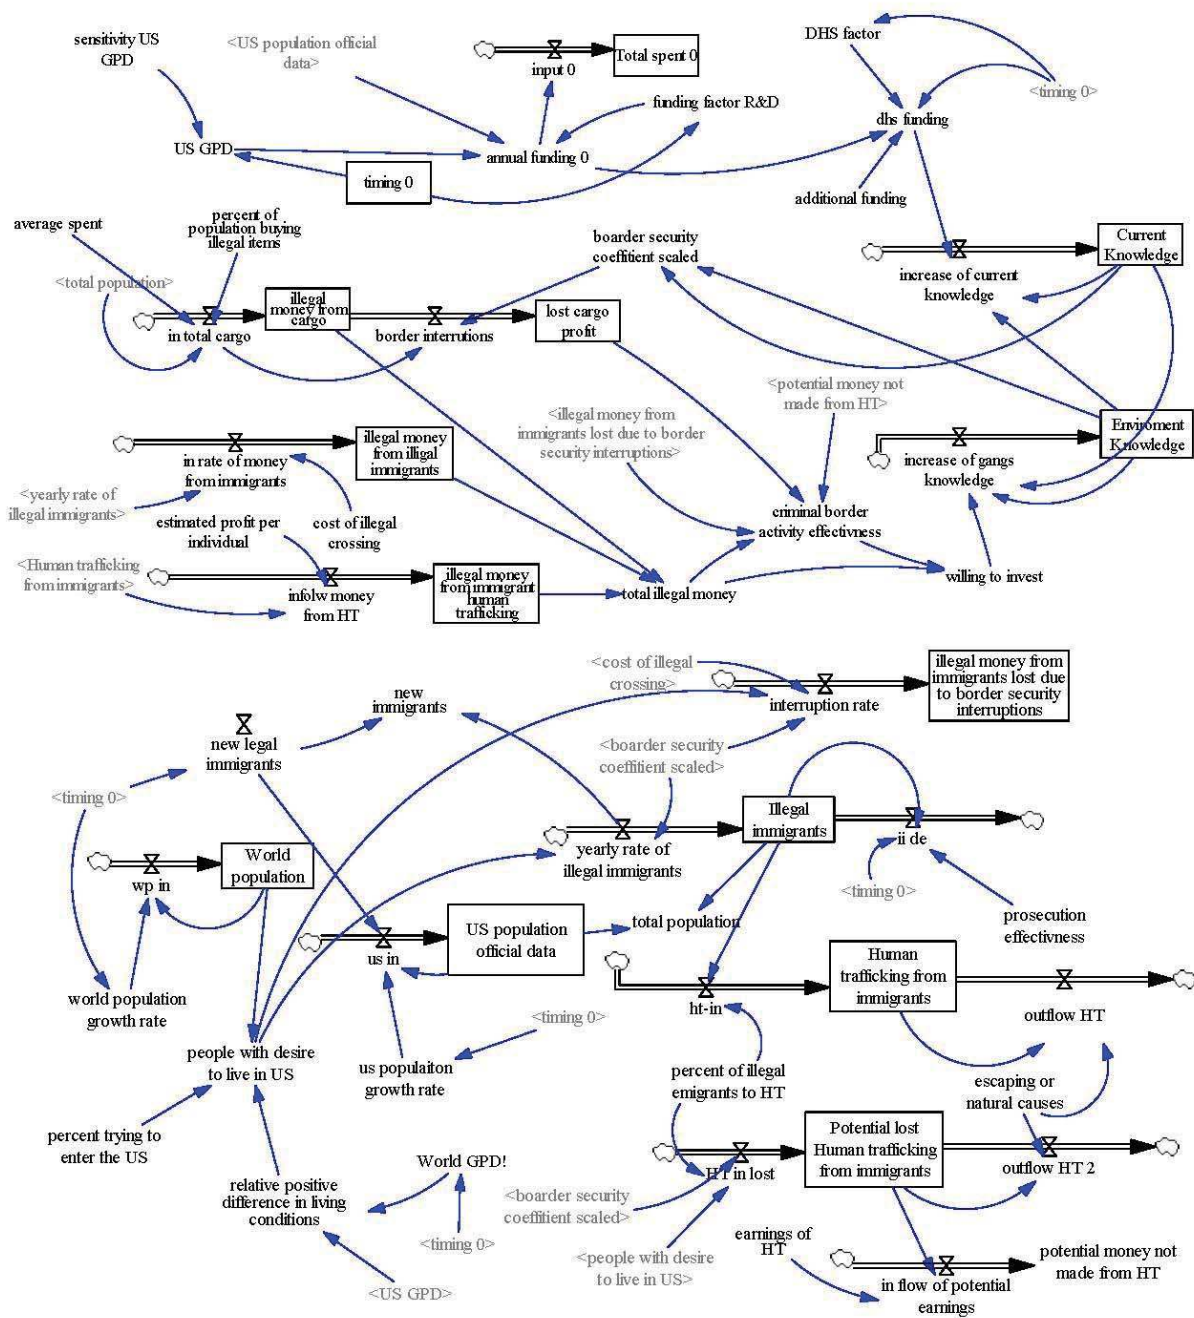 sensitivity US
GPD
<US population official
data>
input 0
Total spent 0
DHS factor
<timing 0>
funding factor R&D
dhs funding
US GPD
annual funding 0
timing 0
additional funding
average spent
percent of
population buying
illegal items
boarder security
coeffitient scaled
Current
Knowledge
increase of current
knowledge
<total population>
illegal
money from
cargo
lost cargo
profit
in total cargo
border interrutions
<potential money not
made from HT>
<illegal money from
immigrants lost due to border
security interruptions>
Enviroment
Knowledge
illegal money
from illigal
immigrants
in rate of money
from immigrants
increase of gangs
knowledge
<yearly rate of
illegal immigrants>
estimated profit per
individual
cost of illegal
crossing
criminal border
activity effectivness
<Human trafficking
from immigrants>
infolw money
from HT
illegal money
from immigrant
human
trafficking
total illegal money
willing to invest
<cost of illegal
crossing>
illegal money from
immigrants lost due
to border security
interruptions
interruption rate
new
immigrants
new legal
immigrants
<boarder security
coeffitient scaled>
<timing 0>
Illegal
immigrants
yearly rate of
illegal immigrants
ii de
World
population
wp in
<timing 0>
prosecution
effectivness
total population
US population
official data
us in
Human
trafficking from
immigrants
world population
growth rate
ht-in
outflow HT
<timing 0>
people with desire
to live in US
us populaiton
growth rate
percent of illegal
emigrants to HT
escaping or
natural causes
percent trying to
enter the US
World GPD!
Potential lost
Human trafficking
from immigrants
HT in lost
outflow HT 2
relative positive
difference in living
conditions
<boarder security
coeffitient scaled>
<timing 0>
<people with desire
to live in US>
earnings of
HT
potential money not
made from HT
in flow of potential
earnings
<US GPD>